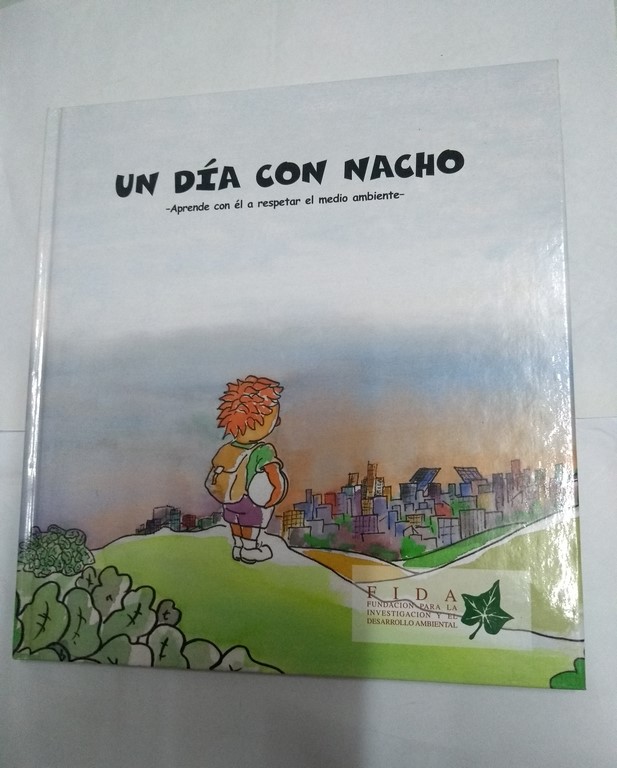 UN DÍA CON NACHO
-Aprende con él a respetar el medio ambiente-
FIDA
FUNDACIÓN PARA LA
INVESTIGACIÓN Y EL
DESARROLLO AMBIENTAL